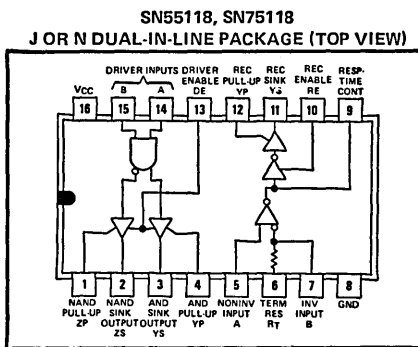 SN55118, SN75118
J OR N DUAL-IN-LINE PACKAGE (TOP VIEW)
DRIVER INPUTS
DRIVER ENABLE DE
REC PULL-UP YP
REC SINK YS
REC ENABLE RE
RESP-TIME CONT
VCC
B
A
16
15
14
13
12
11
10
9
1
2
3
4
5
6
7
8
NAND PULL-UP ZP
NAND SINK OUTPUT ZS
AND SINK OUTPUT YS
AND PULL-UP YP
NONINV INPUT A
TERM RES RT
INV INPUT B
GND